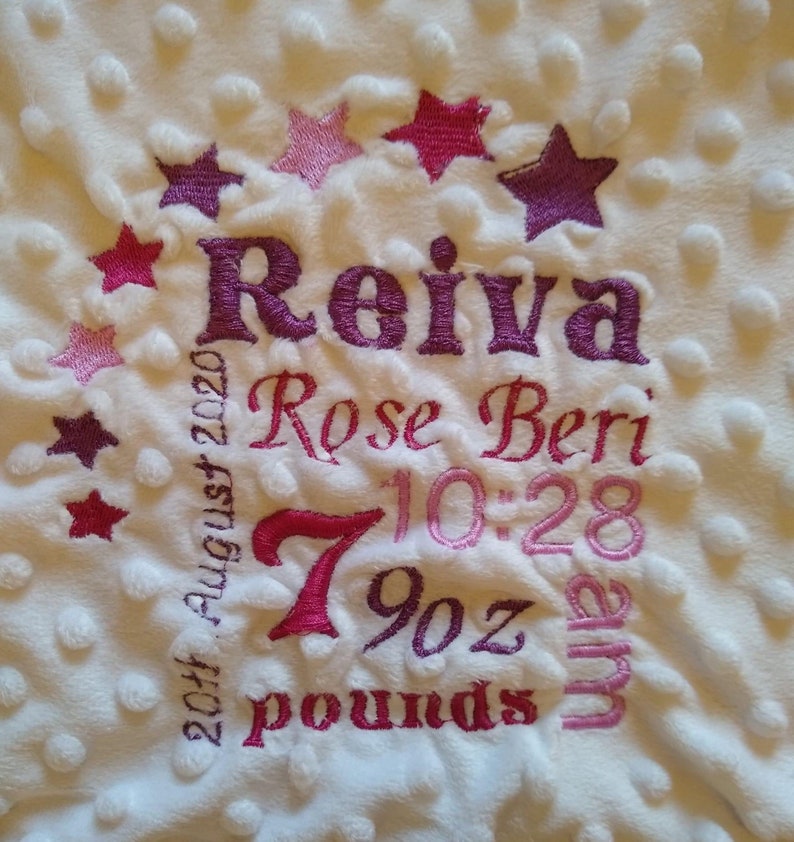 Reiva
Rose Beri
20th August 2020
10:28
am
7
9oz
pounds